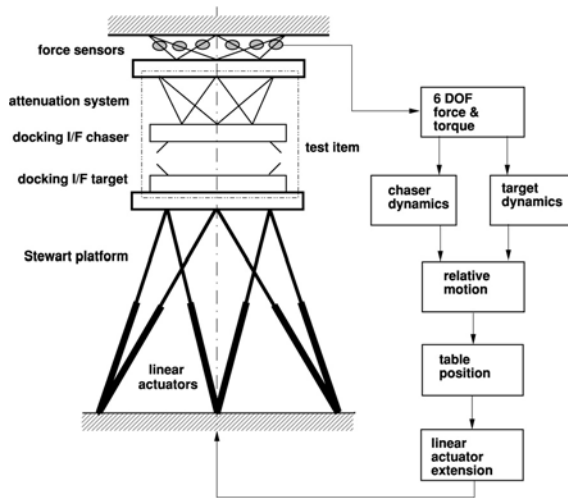 force sensors
attenuation system
docking I/F chaser
test item
docking I/F target
Stewart platform
linear
actuators
6 DOF
force &
torque
chaser
dynamics
target
dynamics
relative
motion
table
position
linear
actuator
extension